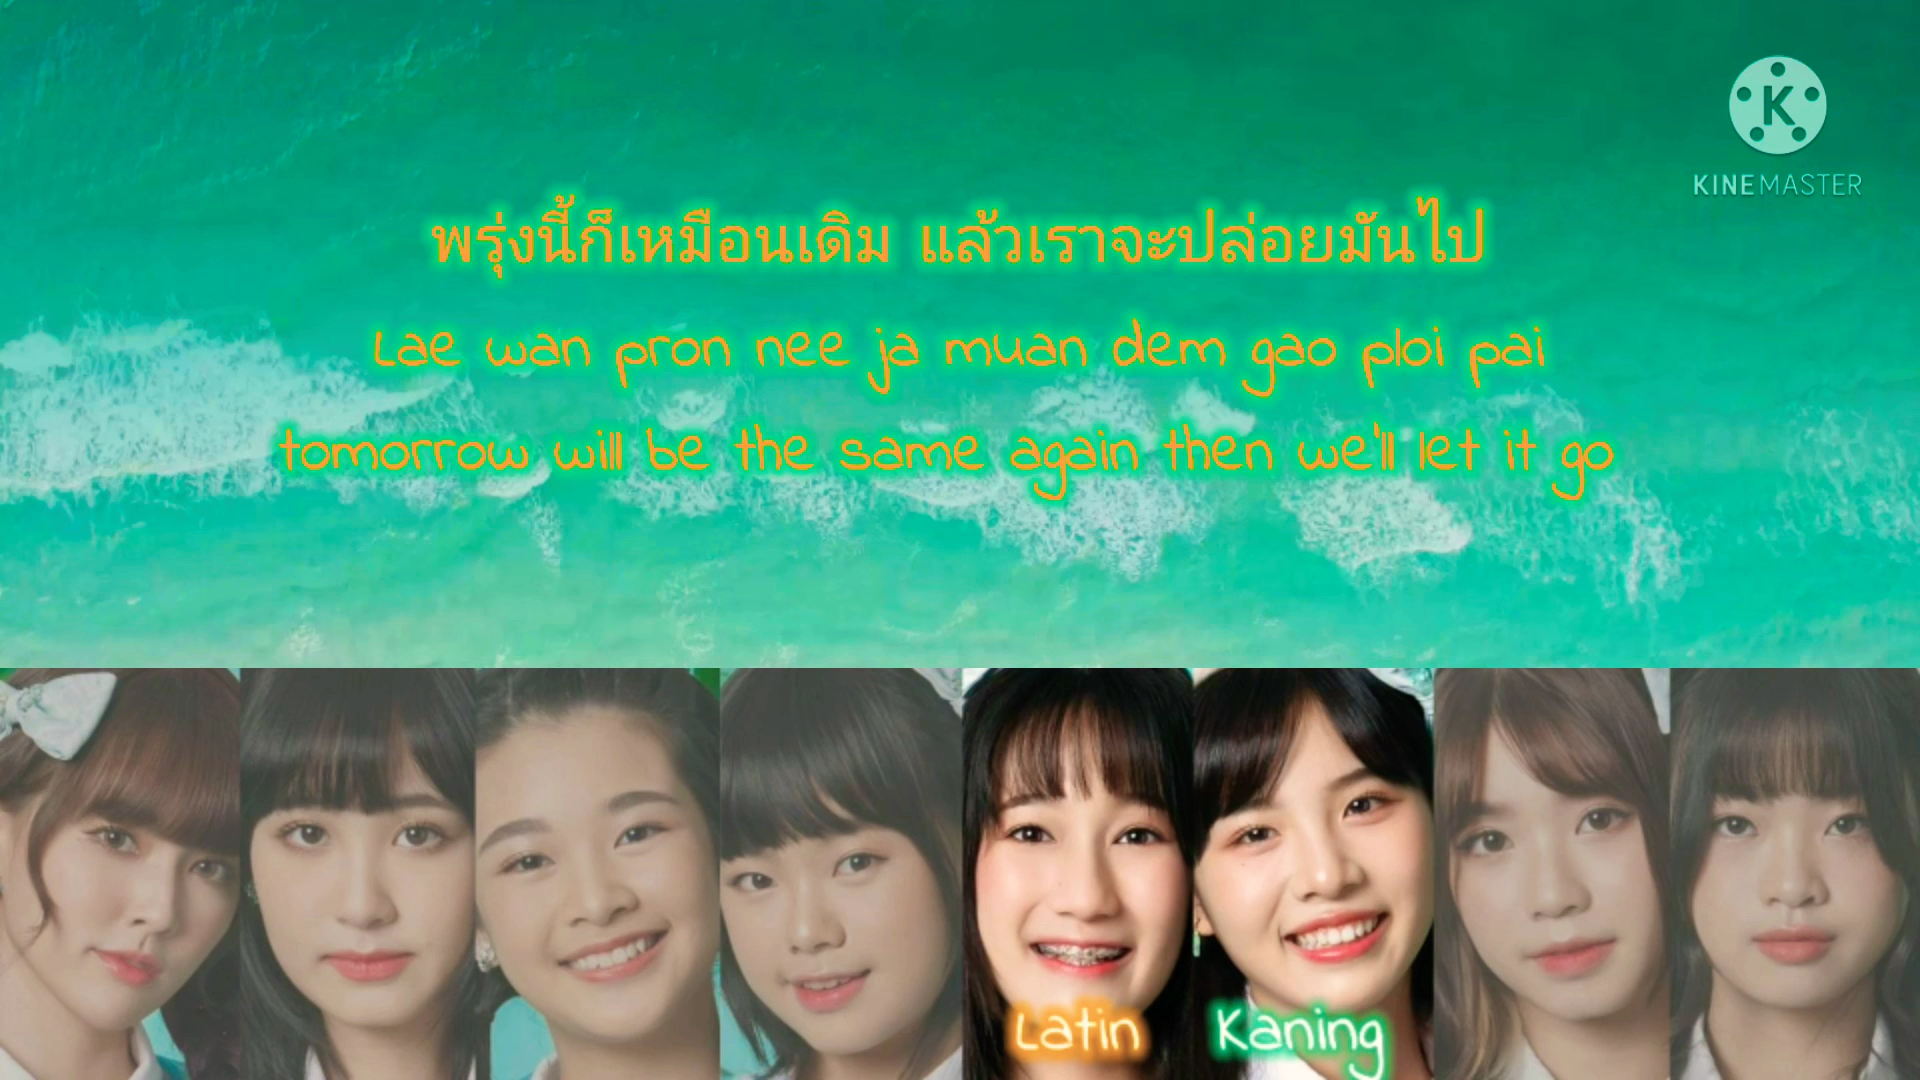 KINEMASTER
พรุ่งนี้ก็เหมือนเดิม แล้วเราจะปล่อยมันไป
Lae wan pron nee ja muan dem gao ploi pai
tomorrow will be the same again then we'll let it go
Latin
Kaning